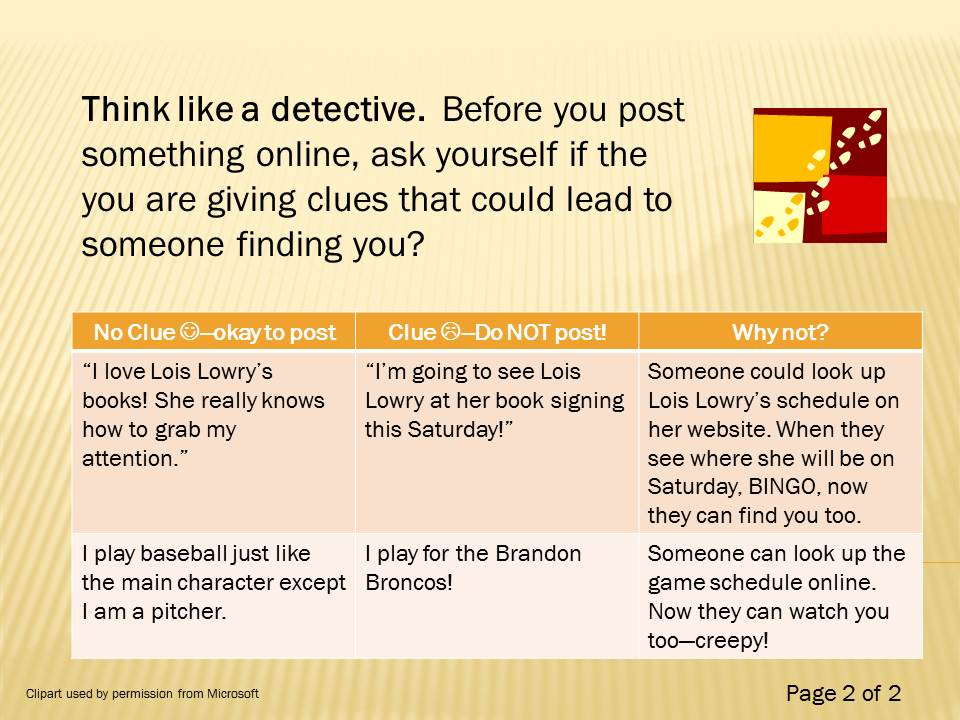 Think like a detective. Before you post
something online, ask yourself if the
you are giving clues that could lead to
someone finding you?
No Clue ☺—okay to post
Clue ☹—Do NOT post!
Why not?
“I love Lois Lowry’s
books! She really knows
how to grab my
attention.”
“I’m going to see Lois
Lowry at her book signing
this Saturday!”
Someone could look up
Lois Lowry’s schedule on
her website. When they
see where she will be on
Saturday, BINGO, now
they can find you too.
I play baseball just like
the main character except
I am a pitcher.
I play for the Brandon
Broncos!
Someone can look up the
game schedule online.
Now they can watch you
too—creepy!
Clipart used by permission from Microsoft
Page 2 of 2